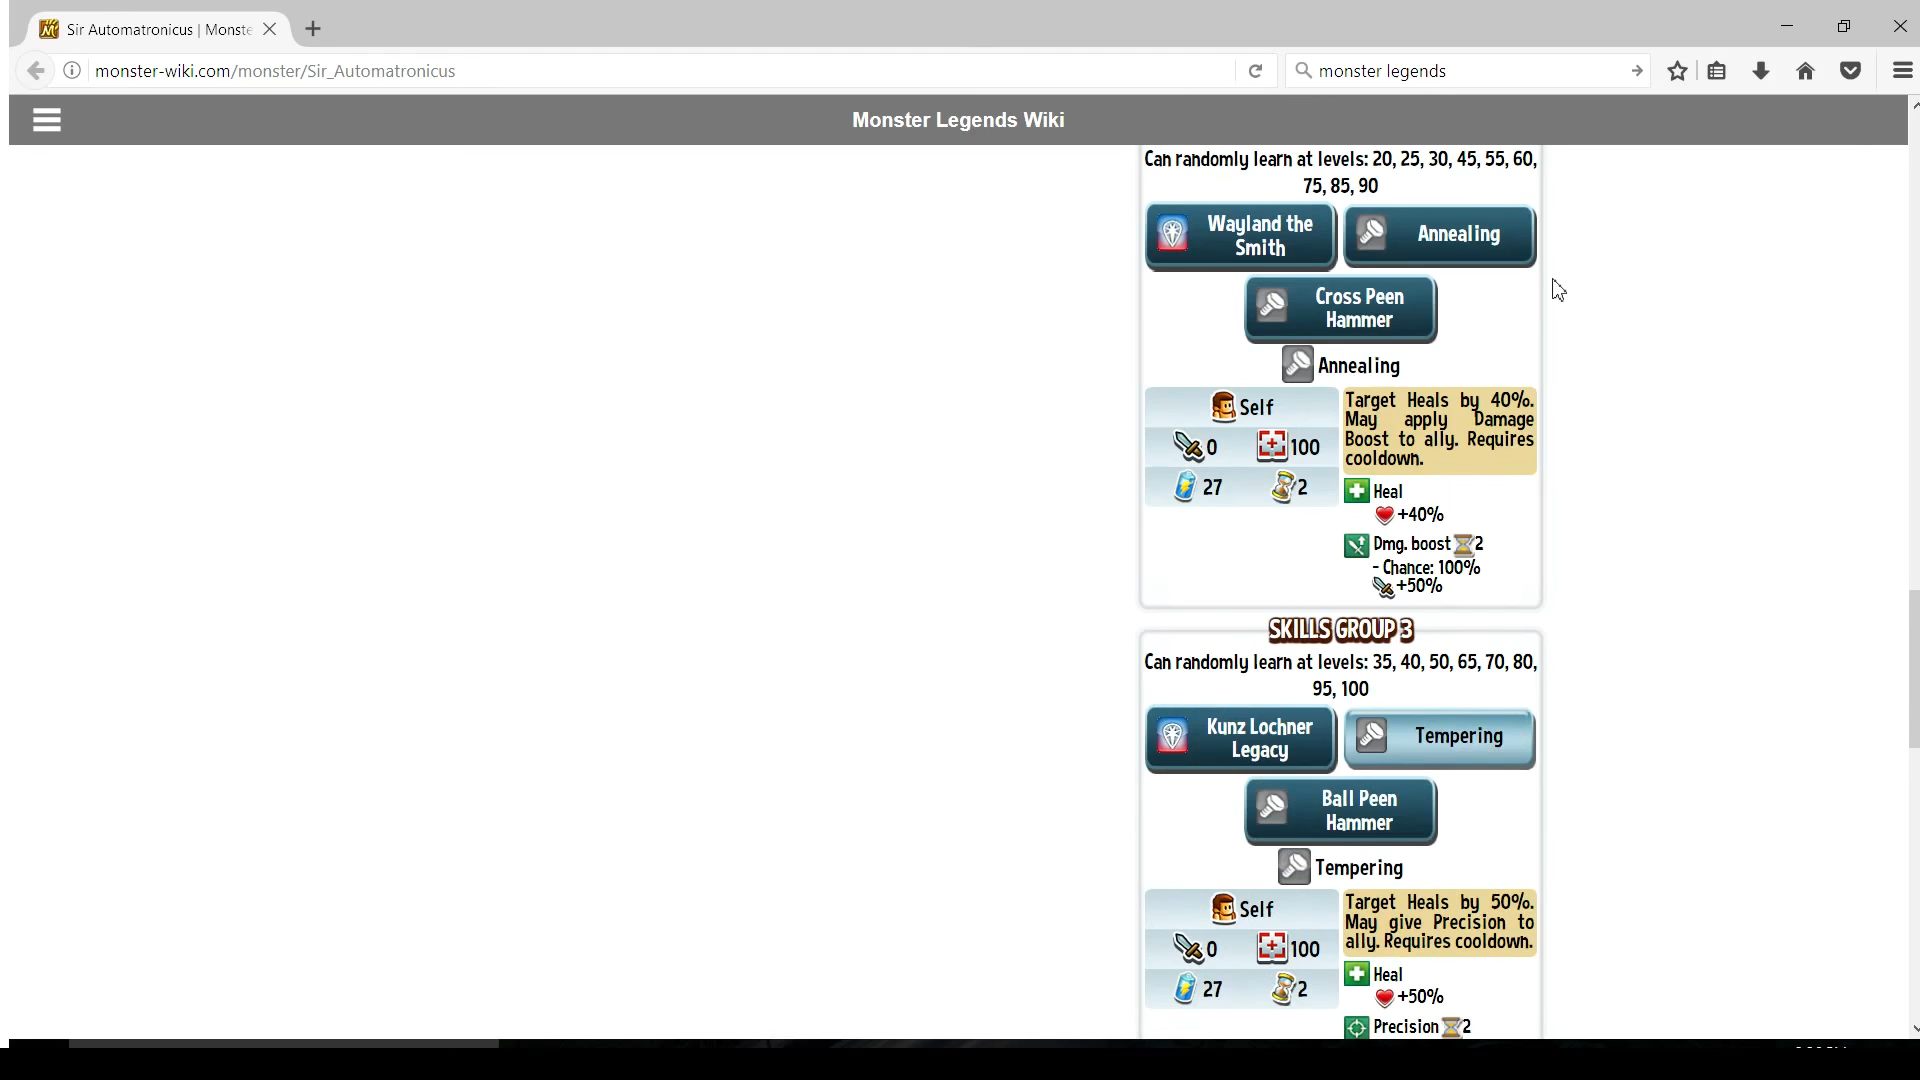 Sir Automatronicus | Monste
monster-wiki.com/monster/Sir_Automatronicus
monster legends
Monster Legends Wiki
Can randomly learn at levels: 20, 25, 30, 45, 55, 60,
75, 85, 90
Wayland the
Smith
Annealing
Cross Peen
Hammer
Annealing
Self
0
100
27
2
Target Heals by 40%.
May apply Damage
Boost to ally. Requires
cooldown.
Heal
+40%
Dmg. boost 2
- Chance: 100%
+50%
SKILLS GROUP 3
Can randomly learn at levels: 35, 40, 50, 65, 70, 80,
95, 100
Kunz Lochner
Legacy
Tempering
Ball Peen
Hammer
Tempering
Self
0
100
27
2
Target Heals by 50%.
May give Precision to
ally. Requires cooldown.
Heal
+50%
Precision 2